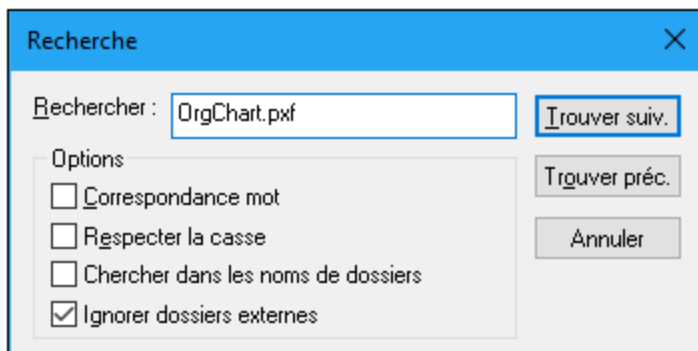 Recherche
Rechercher : OrgChart.pxf
Trouver suiv.
Options
Trouver préc.
Correspondance mot
Respecter la casse
Annuler
Chercher dans les noms de dossiers
Ignorer dossiers externes